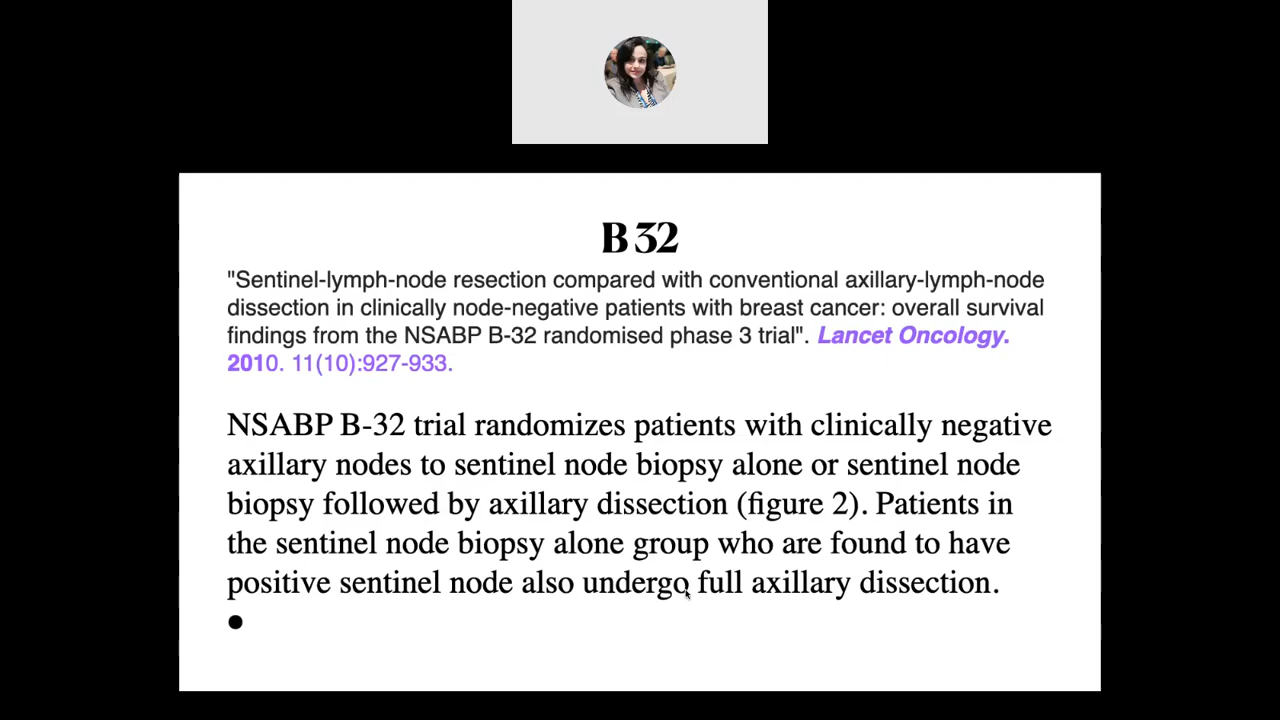 B 32
"Sentinel-lymph-node resection compared with conventional axillary-lymph-node
dissection in clinically node-negative patients with breast cancer: overall survival
findings from the NSABP B-32 randomised phase 3 trial". Lancet Oncology.
2010. 11(10):927-933.
NSABP B-32 trial randomizes patients with clinically negative
axillary nodes to sentinel node biopsy alone or sentinel node
biopsy followed by axillary dissection (figure 2). Patients in
the sentinel node biopsy alone group who are found to have
positive sentinel node also undergo full axillary dissection.
●